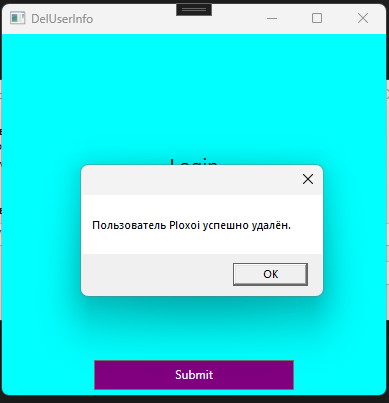 DelUserInfo
Login
Пользователь Ploxoi успешно удалён.
OK
Submit